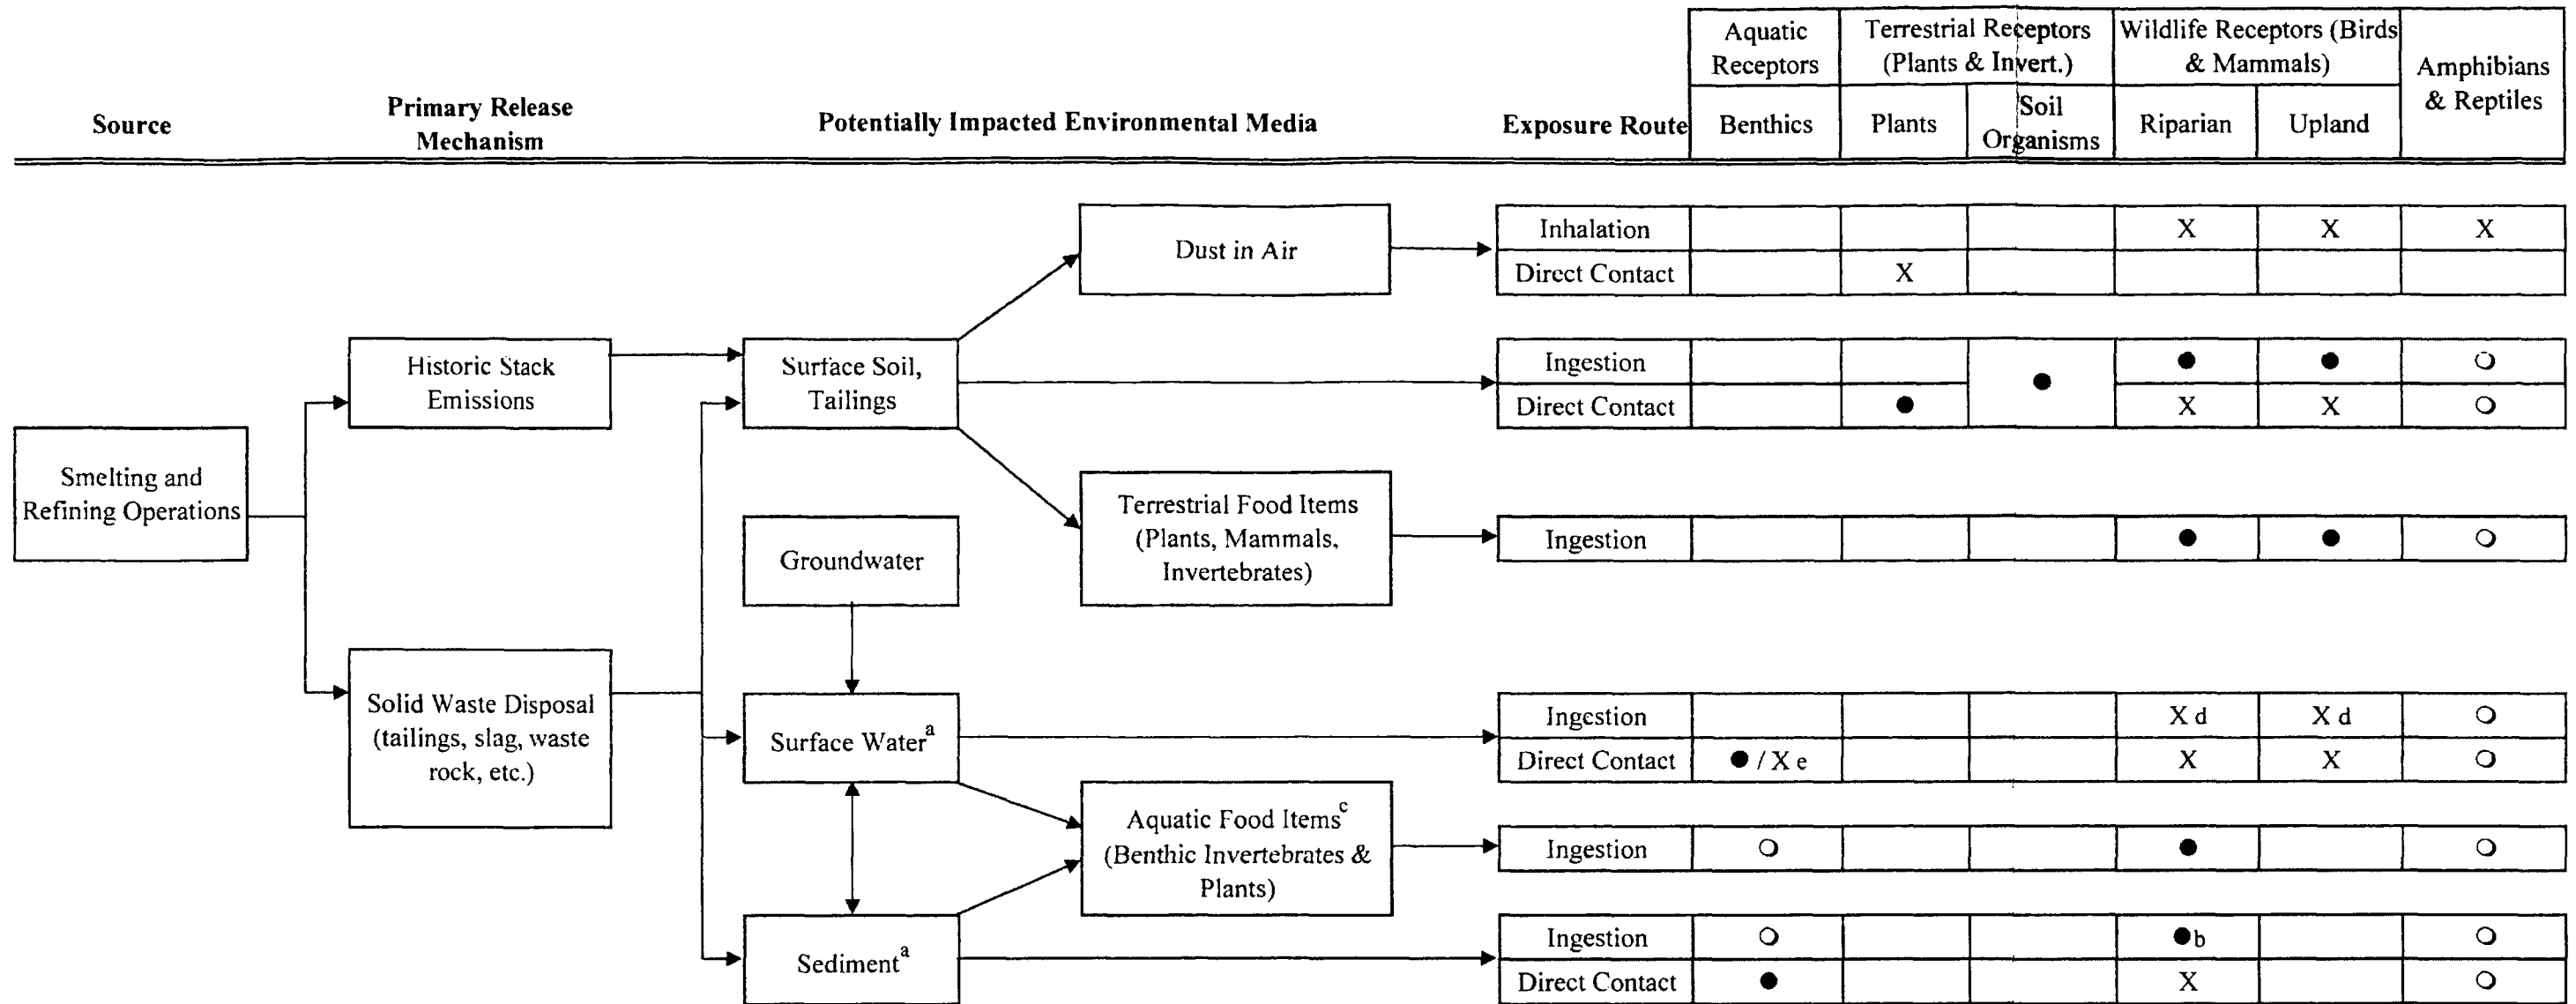 Aquatic
Receptors
Terrestrial Receptors
(Plants & Invert.)
Wildlife Receptors (Birds
& Mammals)
Amphibians
& Reptiles
Source
Primary Release
Mechanism
Potentially Impacted Environmental Media
Exposure Route
Benthics
Plants
Soil
Organisms
Riparian
Upland
Dust in Air
Inhalation X X X
Direct Contact X
Historic Stack
Emissions
Surface Soil,
Tailings
Ingestion ● ● ○
●
Direct Contact ● X X ○
Smelting and
Refining Operations
Terrestrial Food Items
(Plants, Mammals,
Invertebrates)
Ingestion ● ● ○
Groundwater
Solid Waste Disposal
(tailings, slag, waste
rock, etc.)
Surface Water a
Ingestion X d X d ○
Direct Contact ● / X e X X ○
Aquatic Food Items c
(Benthic Invertebrates &
Plants)
Ingestion ○ ● ○
Sediment a
Ingestion ○ ●b ○
Direct Contact ● X ○